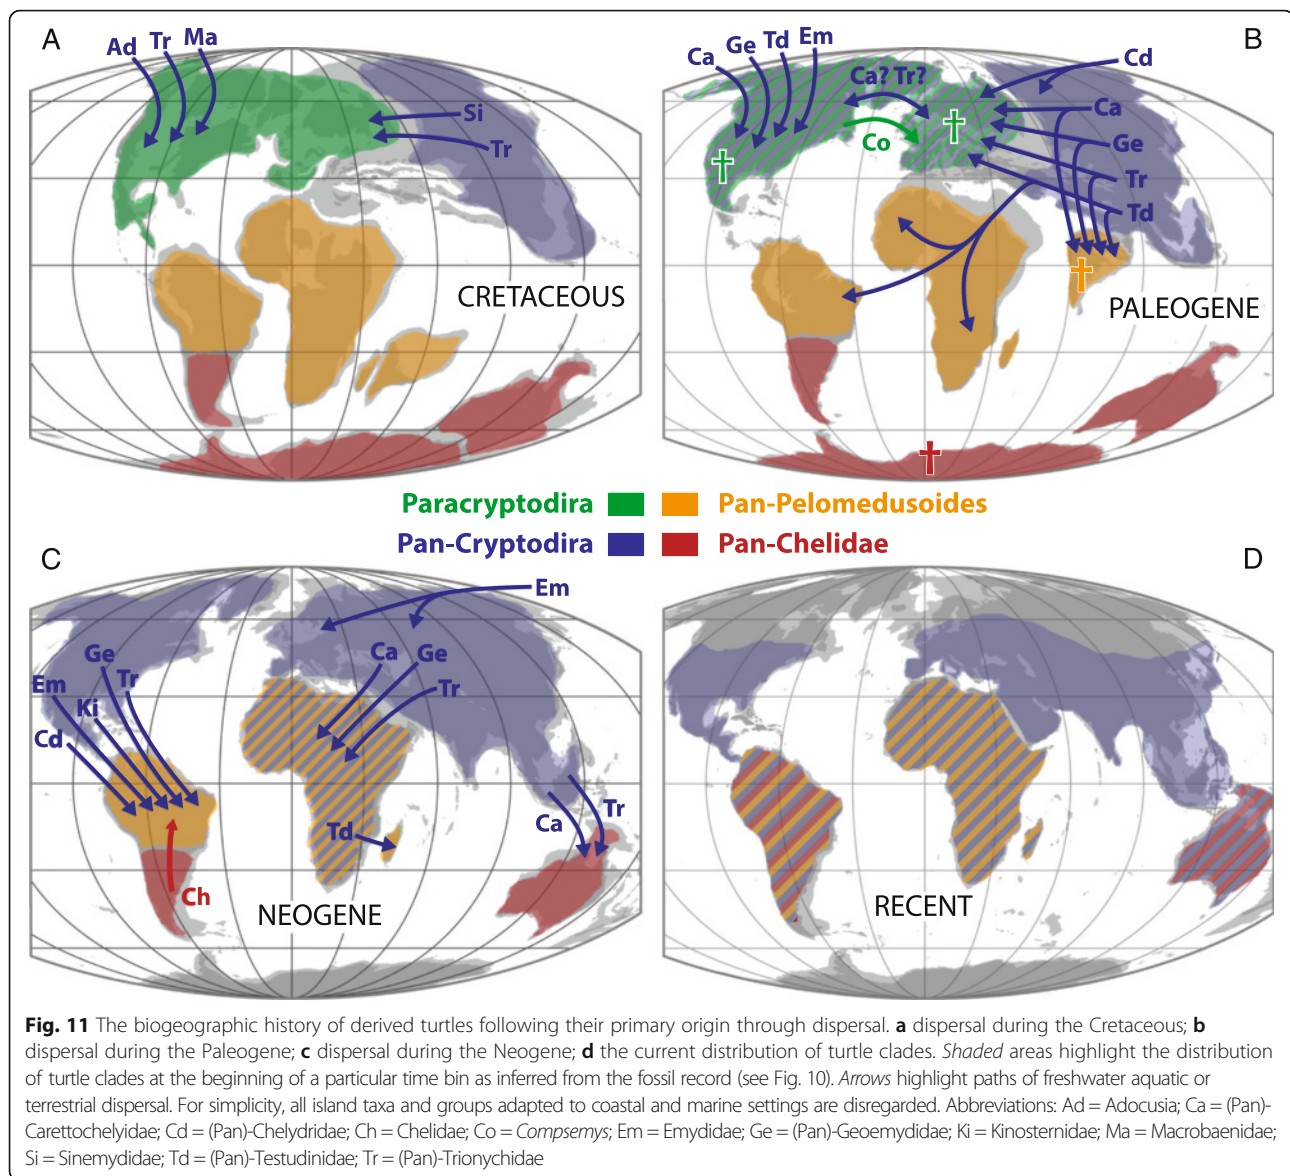 A
Ad
Tr
Ma
Si
Tr
CRETACEOUS
B
Ca
Ge
Td
Em
Ca? Tr?
Co
Cd
Ca
Ge
Tr
Td
PALEOGENE
Paracryptodira
Pan-Pelomedusoides
Pan-Cryptodira
Pan-Chelidae
C
Em
Ge
Tr
Em
Ki
Cd
Ca
Ge
Tr
Td
Ca
Tr
Ch
NEOGENE
D
RECENT
Fig. 11 The biogeographic history of derived turtles following their primary origin through dispersal. a dispersal during the Cretaceous; b
dispersal during the Paleogene; c dispersal during the Neogene; d the current distribution of turtle clades. Shaded areas highlight the distribution
of turtle clades at the beginning of a particular time bin as inferred from the fossil record (see Fig. 10). Arrows highlight paths of freshwater aquatic or
terrestrial dispersal. For simplicity, all island taxa and groups adapted to coastal and marine settings are disregarded. Abbreviations: Ad = Adocusia; Ca = (Pan)-
Carettochelyidae; Cd = (Pan)-Chelydridae; Ch = Chelidae; Co = Compsemys; Em = Emydidae; Ge = (Pan)-Geoemydidae; Ki = Kinosternidae; Ma = Macrobaenidae;
Si = Sinemydidae; Td = (Pan)-Testudinidae; Tr = (Pan)-Trionychidae